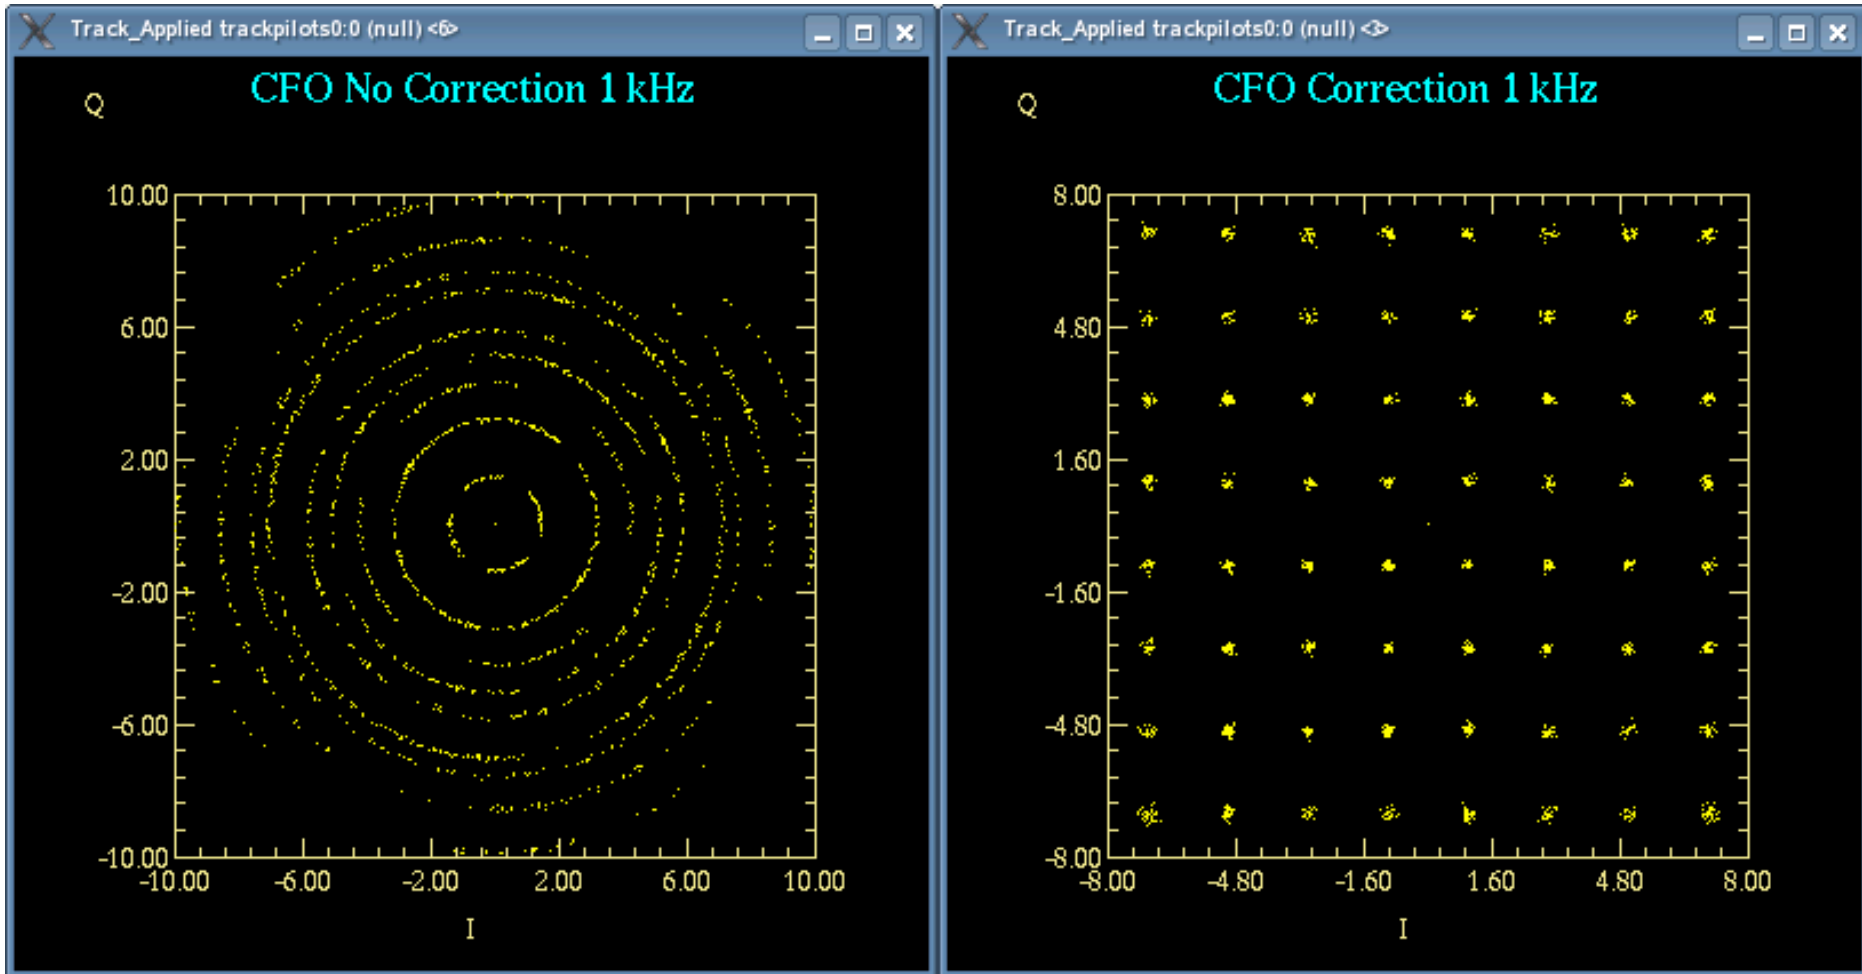 Track_Applied trackpilots0:0 (null) <6>
CFO No Correction 1 kHz
Q
10.00
6.00
2.00
-2.00
-6.00
-10.00
-10.00 -6.00 -2.00 2.00 6.00 10.00
I
Track_Applied trackpilots0:0 (null) <3>
CFO Correction 1 kHz
Q
8.00
4.80
1.60
-1.60
-4.80
-8.00
-8.00 -4.80 -1.60 1.60 4.80 8.00
I